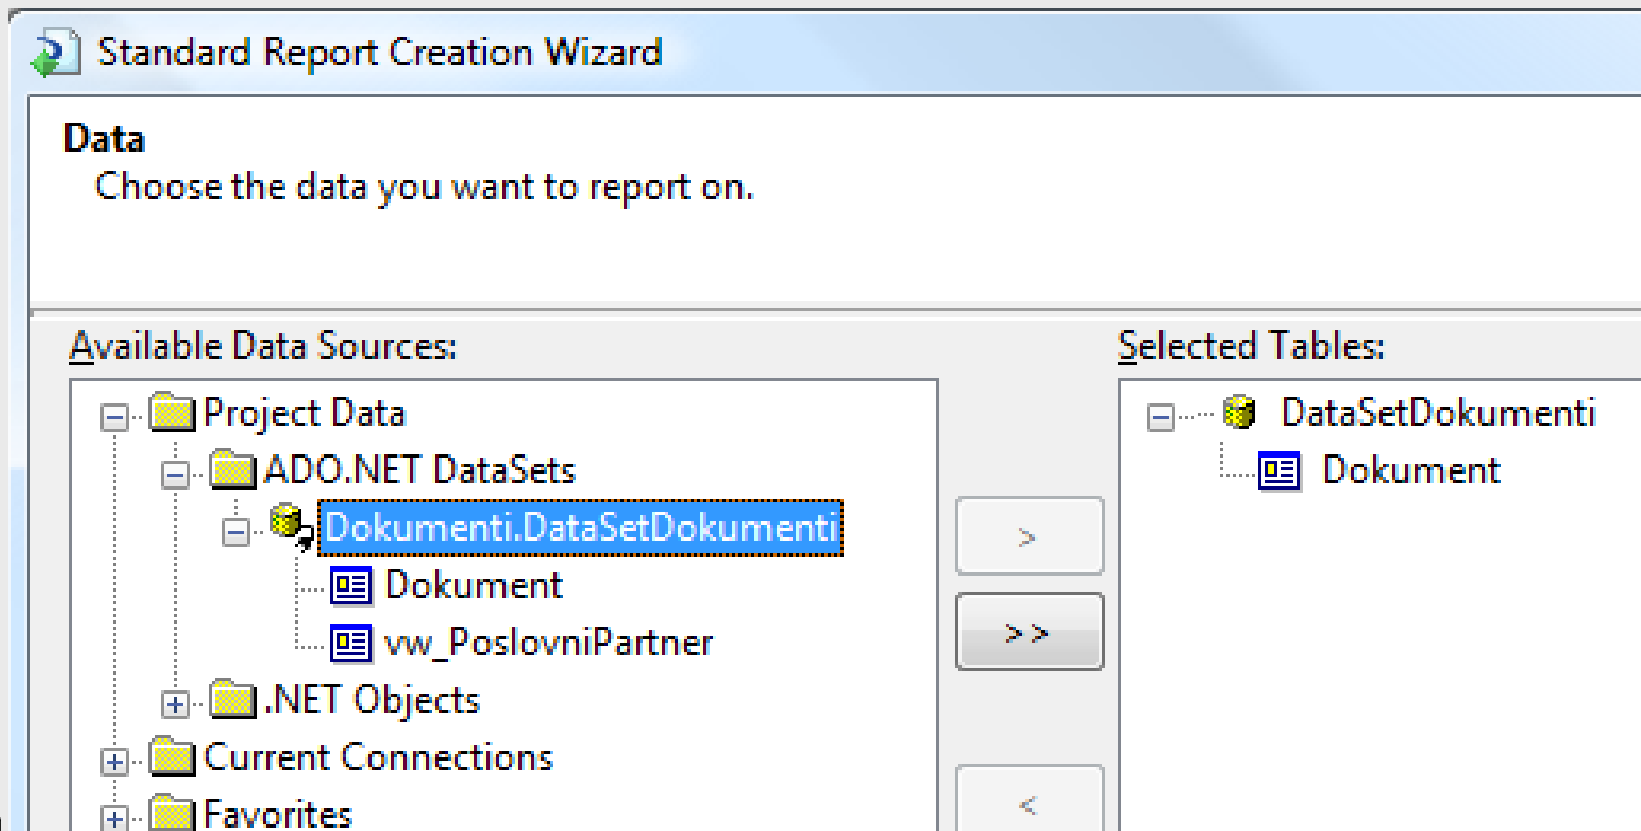 Standard Report Creation Wizard
Data
Choose the data you want to report on.
Available Data Sources:
Project Data
ADO.NET DataSets
Dokumenti.DataSetDokumenti
Dokument
vw_PoslovniPartner
.NET Objects
Current Connections
Favorites
>
>>
<
Selected Tables:
DataSetDokumenti
Dokument